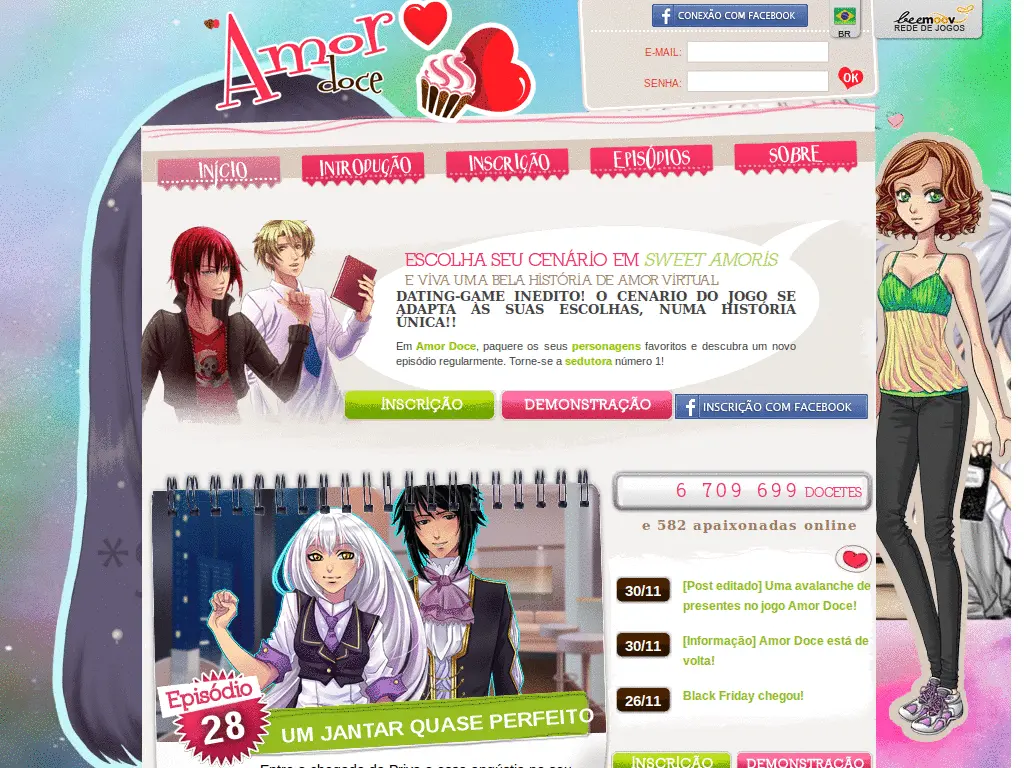 Amor
doce
CONEXÃO COM FACEBOOK
E-MAIL:
SENHA:
OK
BR
beemoov
REDE DE JOGOS
INÍCIO
INTRODUÇÃO
INSCRIÇÃO
EPISÓDIOS
SOBRE
ESCOLHA SEU CENÁRIO EM SWEET AMORIS
E VIVA UMA BELA HISTÓRIA DE AMOR VIRTUAL
DATING-GAME INEDITO! O CENARIO DO JOGO SE
ADAPTA ÀS SUAS ESCOLHAS, NUMA HISTÓRIA
ÚNICA!!
Em Amor Doce, paquere os seus personagens favoritos e descubra um novo
episódio regularmente. Torne-se a sedutora número 1!
INSCRIÇÃO
DEMONSTRAÇÃO
INSCRIÇÃO COM FACEBOOK
6 709 699 DOCETES
e 582 apaixonadas online
30/11
[Post editado] Uma avalanche de
presentes no jogo Amor Doce!
30/11
[Informação] Amor Doce está de
volta!
26/11
Black Friday chegou!
Episódio
28
UM JANTAR QUASE PERFEITO
INSCRIÇÃO
DEMONSTRAÇÃO